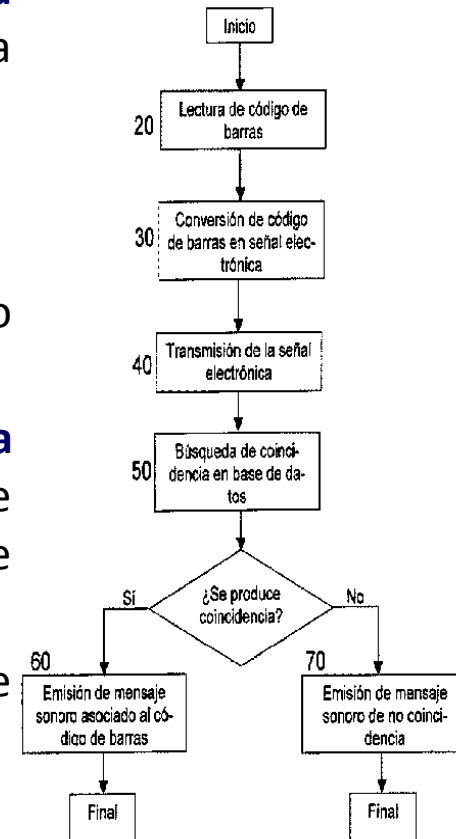 a
a
o
a
e
e
e
Inicio
20
Lectura de código de
barras
30
Conversión de código
de barras en señal elec-
trónica
40
Transmisión de la señal
electrónica
50
Búsqueda de coinci-
dencia en base de da-
tos
¿Se produce
coincidencia?
Sí
No
60
Emisión de mensaje
sonoro asociado al có-
digo de barras
70
Emisión de mensaje
sonoro de no coinci-
dencia
Final
Final